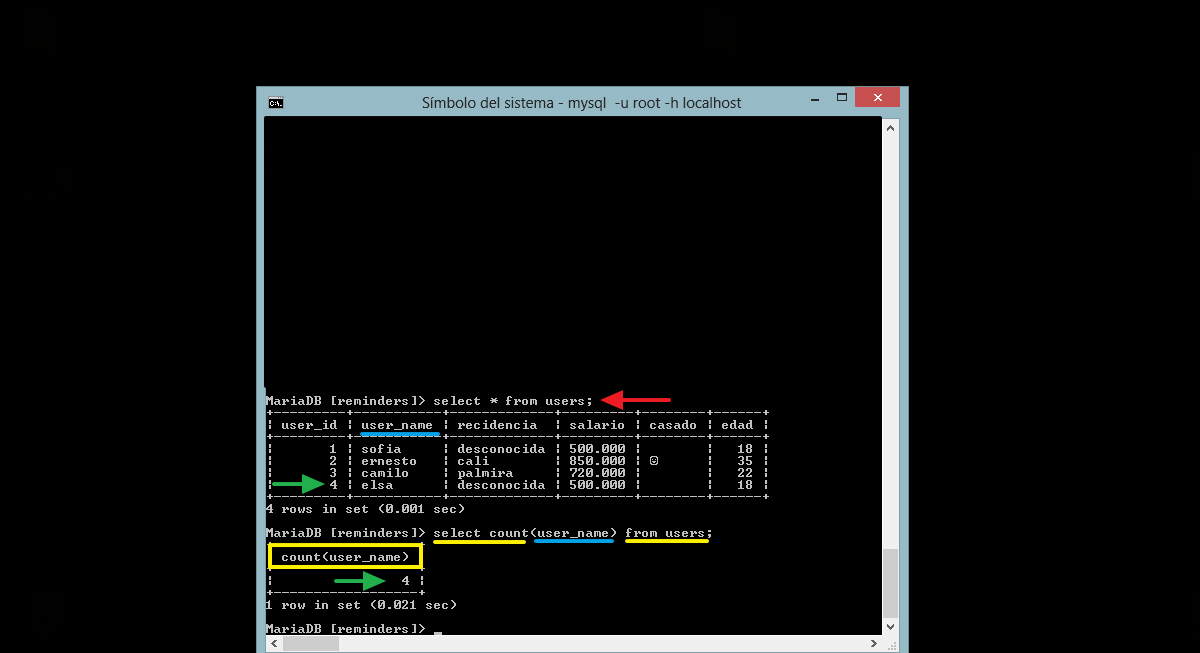 Símbolo del sistema - mysql -u root -h localhost
MariaDB [reminders]> select * from users;
+---------+-----------+-------------+---------+--------+------+
¦ user_id ¦ user_name ¦ recidencia  ¦ salario ¦ casado ¦ edad ¦
+---------+-----------+-------------+---------+--------+------+
¦       1 ¦ sofia     ¦ desconocida ¦ 500.000 ¦        ¦   18 ¦
¦       2 ¦ ernesto   ¦ cali        ¦ 850.000 ¦ ☺      ¦   35 ¦
¦       3 ¦ camilo    ¦ palmira     ¦ 720.000 ¦        ¦   22 ¦
¦       4 ¦ elsa      ¦ desconocida ¦ 500.000 ¦        ¦   18 ¦
+---------+-----------+-------------+---------+--------+------+
4 rows in set (0.001 sec)
MariaDB [reminders]> select count(user_name) from users;
count(user_name)
¦                4 ¦
+------------------+
1 row in set (0.021 sec)
MariaDB [reminders]> _